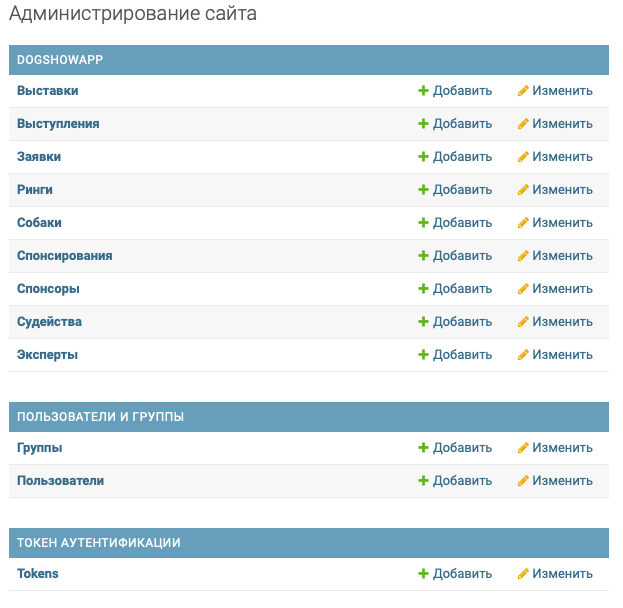 Администрирование сайта
DOGSHOWAPP
Выставки Добавить Изменить
Выступления Добавить Изменить
Заявки Добавить Изменить
Ринги Добавить Изменить
Собаки Добавить Изменить
Спонсирования Добавить Изменить
Спонсоры Добавить Изменить
Судейства Добавить Изменить
Эксперты Добавить Изменить
ПОЛЬЗОВАТЕЛИ И ГРУППЫ
Группы Добавить Изменить
Пользователи Добавить Изменить
ТОКЕН АУТЕНТИФИКАЦИИ
Tokens Добавить Изменить